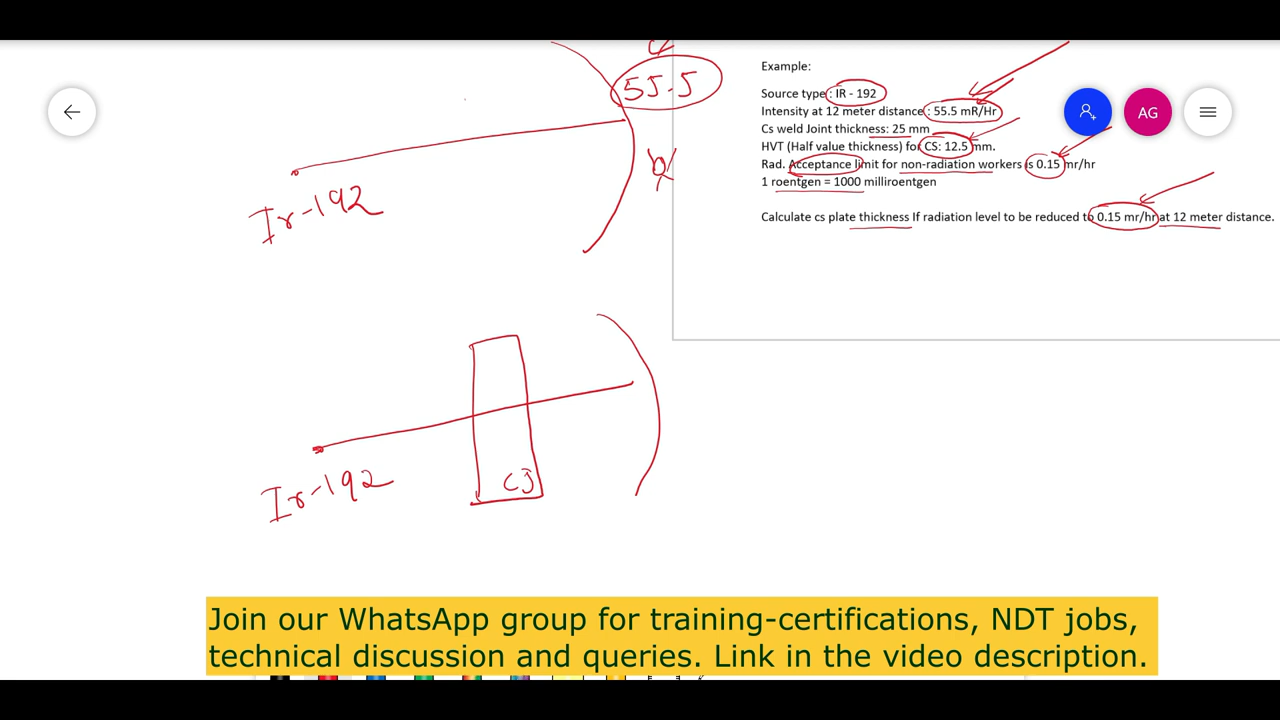 55.5
Ir-192
Example:
Source type : IR - 192
Intensity at 12 meter distance : 55.5 mR/Hr
Cs weld Joint thickness: 25 mm
HVT (Half value thickness) for CS: 12.5 mm.
Rad. Acceptance limit for non-radiation workers is 0.15 mr/hr
1 roentgen = 1000 milliroentgen
Calculate cs plate thickness If radiation level to be reduced to 0.15 mr/hr at 12 meter distance.
AG
CS
Ir-192
Join our WhatsApp group for training-certifications, NDT jobs,
technical discussion and queries. Link in the video description.